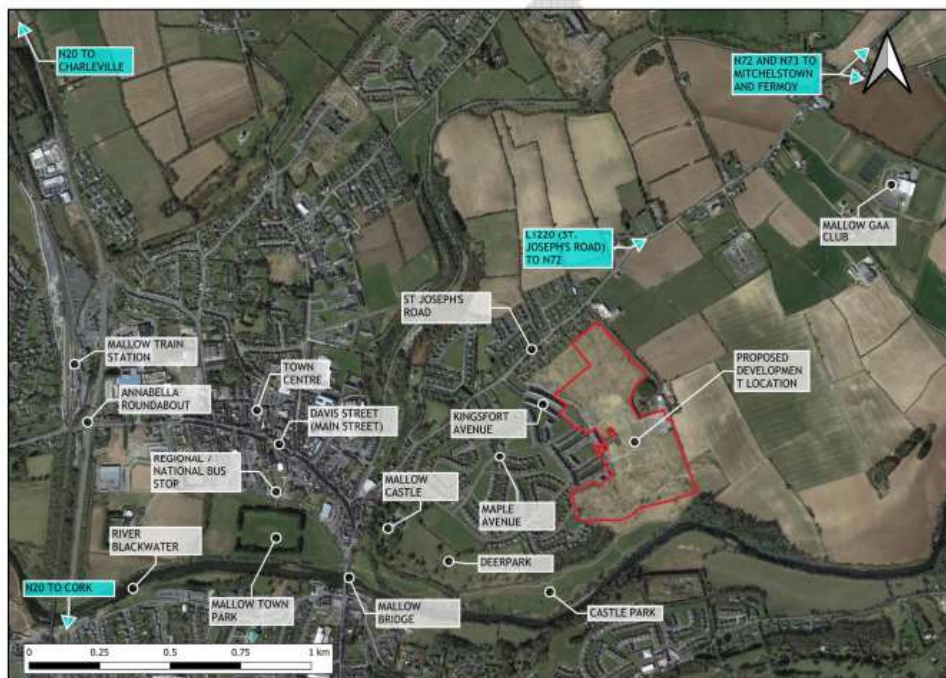 N20 TO
CHARLEVILLE
N72 AND N73 TO
MITCHELSTOWN
AND FERMOY
MALLOW GAA
CLUB
L1220 (ST.
JOSEPH'S ROAD)
TO N72
ST JOSEPH'S
ROAD
MALLOW TRAIN
STATION
TOWN
CENTRE
PROPOSED
DEVELOPMEN
T LOCATION
ANNABELLA
ROUNDABOUT
DAVIS STREET
(MAIN STREET)
KINGSFORT
AVENUE
REGIONAL /
NATIONAL BUS
STOP
MALLOW
CASTLE
MAPLE
AVENUE
RIVER
BLACKWATER
DEERPARK
N20 TO CORK
MALLOW TOWN
PARK
MALLOW
BRIDGE
CASTLE PARK
0 0.25 0.5 0.75 1 km